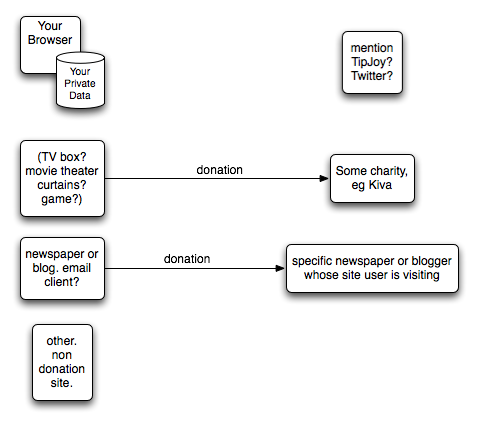 Your
Browser
Your
Private
Data
mention
TipJoy?
Twitter?
(TV box?
movie theater
curtains?
game?)
donation
Some charity,
eg Kiva
newspaper or
blog. email
client?
donation
specific newspaper or blogger
whose site user is visiting
other.
non
donation
site.